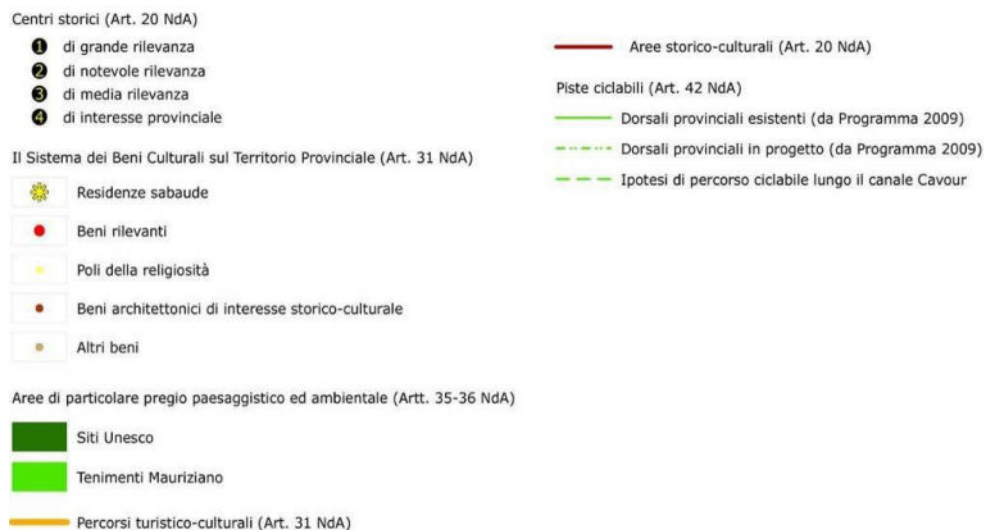 Centri storici (Art. 20 NdA)
1 di grande rilevanza
2 di notevole rilevanza
3 di media rilevanza
4 di interesse provinciale
Il Sistema dei Beni Culturali sul Territorio Provinciale (Art. 31 NdA)
Residenze sabaude
Beni rilevanti
Poli della religiosità
Beni architettonici di interesse storico-culturale
Altri beni
Aree di particolare pregio paesaggistico ed ambientale (Artt. 35-36 NdA)
Siti Unesco
Tenimenti Mauriziano
Percorsi turistico-culturali (Art. 31 NdA)
Aree storico-culturali (Art. 20 NdA)
Piste ciclabili (Art. 42 NdA)
Dorsali provinciali esistenti (da Programma 2009)
Dorsali provinciali in progetto (da Programma 2009)
Ipotesi di percorso ciclabile lungo il canale Cavour